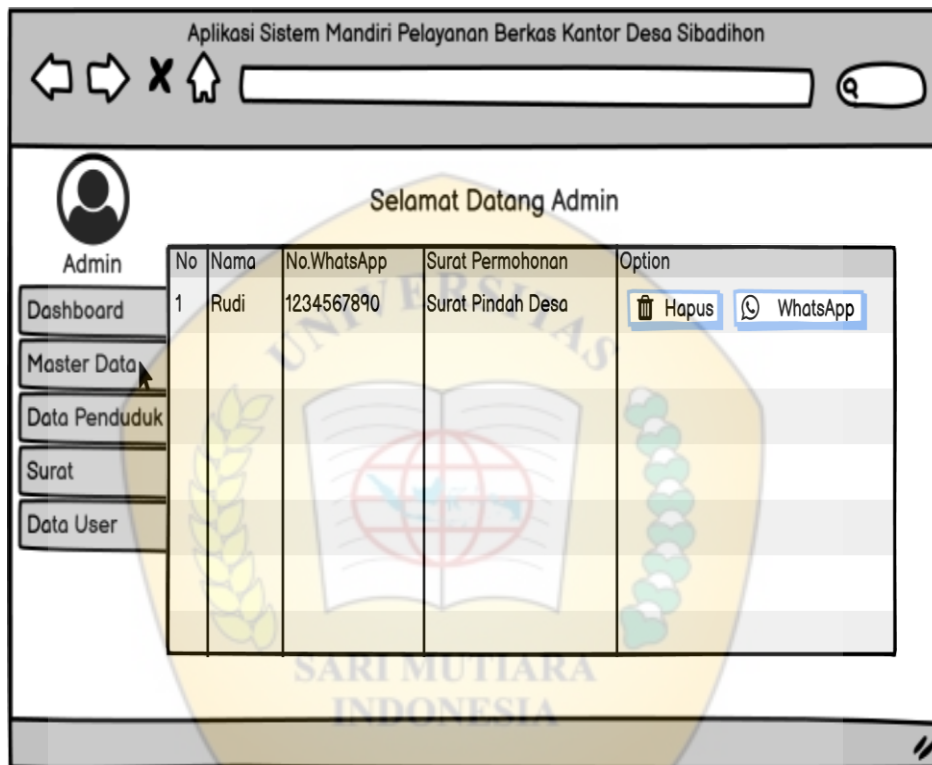 Aplikasi Sistem Mandiri Pelayanan Berkas Kantor Desa Sibadihon
Selamat Datang Admin
Admin
Dashboard
Master Data
Data Penduduk
Surat
Data User
No Nama No.WhatsApp Surat Permohonan Option
1 Rudi 1234567890 Surat Pindah Desa Hapus WhatsApp
UNIVERSITAS
SARI MUTIARA
INDONESIA